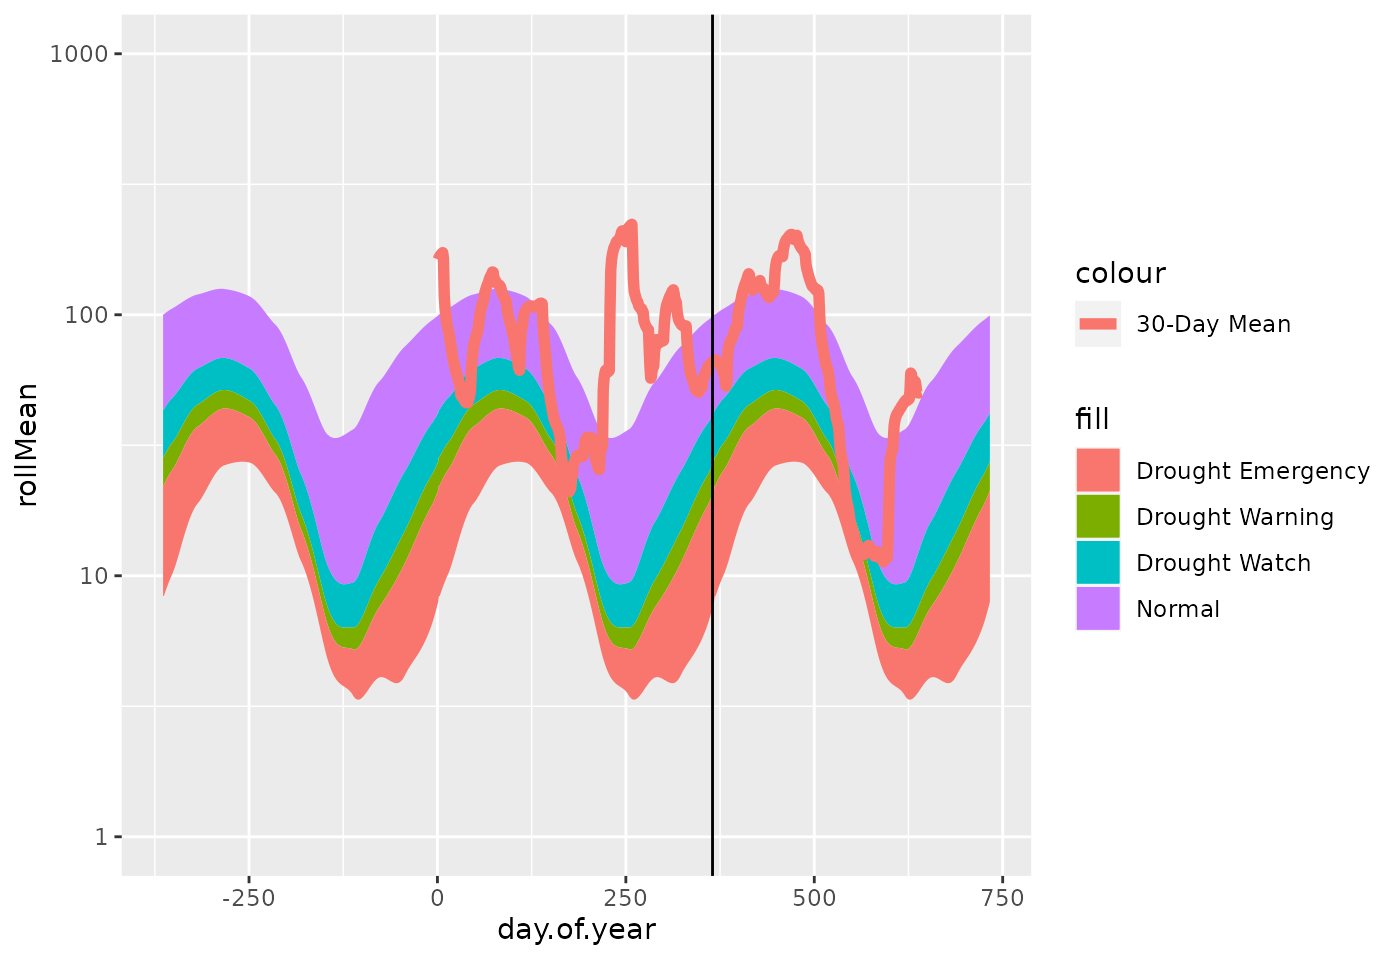 1000
100
10
1
rollMean
-250
0
250
500
750
day.of.year
colour
30-Day Mean
fill
Drought Emergency
Drought Warning
Drought Watch
Normal